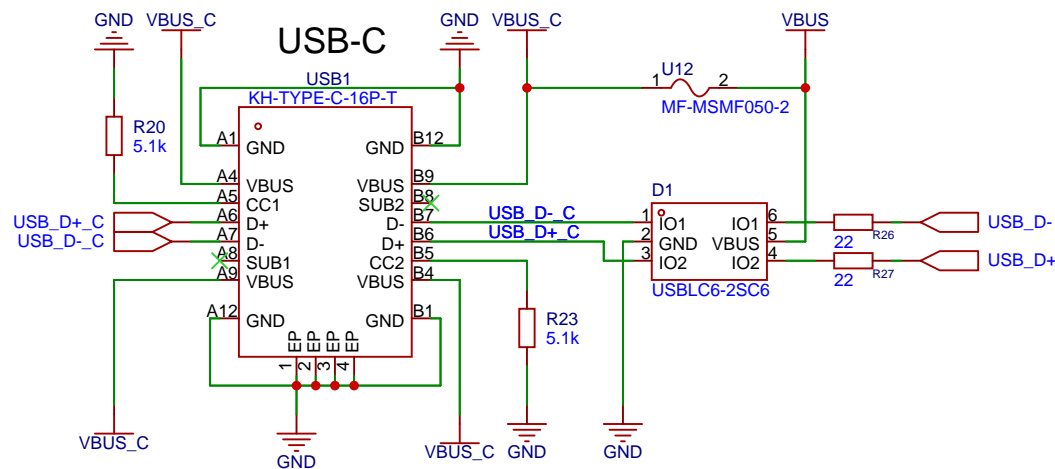 GND
VBUS_C
GND
VBUS_C
VBUS
USB-C
USB1
KH-TYPE-C-16P-T
U12
1
2
MF-MSMF050-2
R20
5.1k
A1
GND
GND
B12
A4
VBUS
VBUS
B9
A5
CC1
SUB2
B8
USB_D+_C
A6
D+
D-
B7
USB_D-_C
USB_D-_C
A7
D-
D+
B6
USB_D+_C
A8
SUB1
CC2
B5
A9
VBUS
VBUS
B4
A12
GND
GND
B1
EP
EP
EP
EP
1
2
3
4
D1
1
IO1
IO1
6
2
GND
VBUS
5
3
IO2
IO2
4
USBLC6-2SC6
22
R26
USB_D-
22
R27
USB_D+
R23
5.1k
VBUS_C
GND
VBUS_C
GND
GND